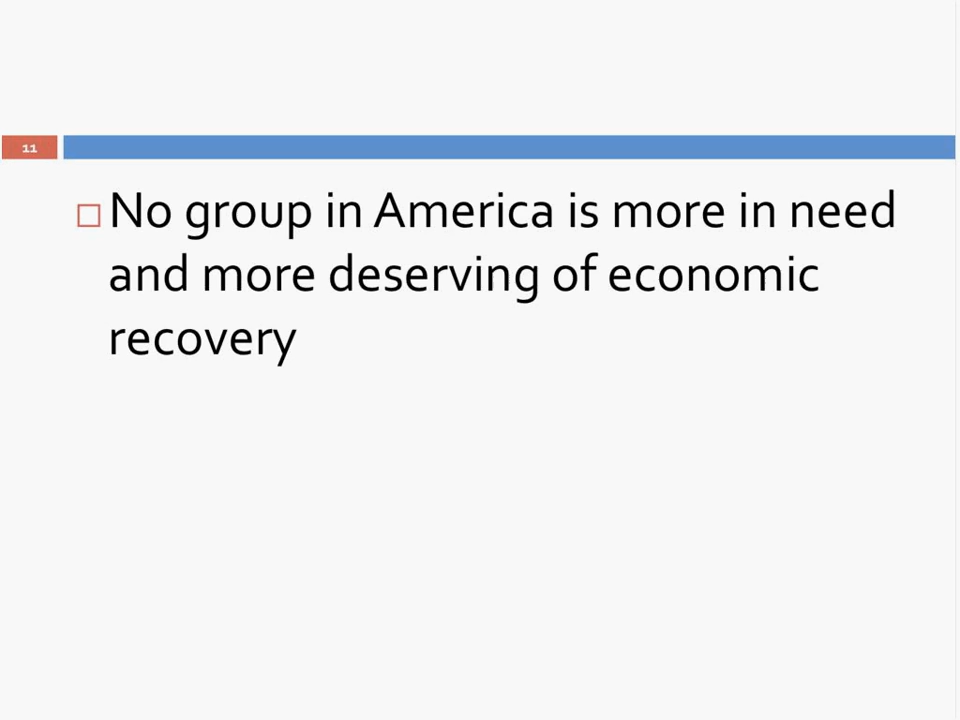 11
No group in America is more in need
and more deserving of economic
recovery